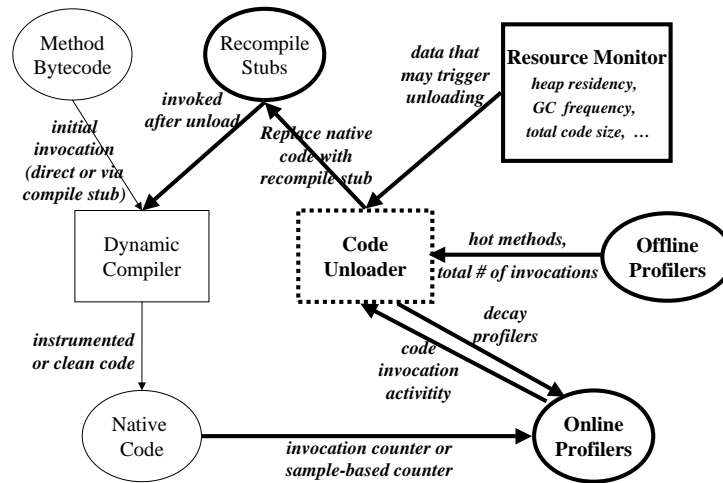 Method
Bytecode
Recompile
Stubs
data that
may trigger
unloading
Resource Monitor
heap residency,
GC frequency,
total code size, …
invoked
after unload
initial
invocation
(direct or via
compile stub)
Replace native
code with
recompile stub
Dynamic
Compiler
Code
Unloader
hot methods,
total # of invocations
Offline
Profilers
instrumented
or clean code
decay
profilers
code
invocation
activitity
Native
Code
invocation counter or
sample-based counter
Online
Profilers